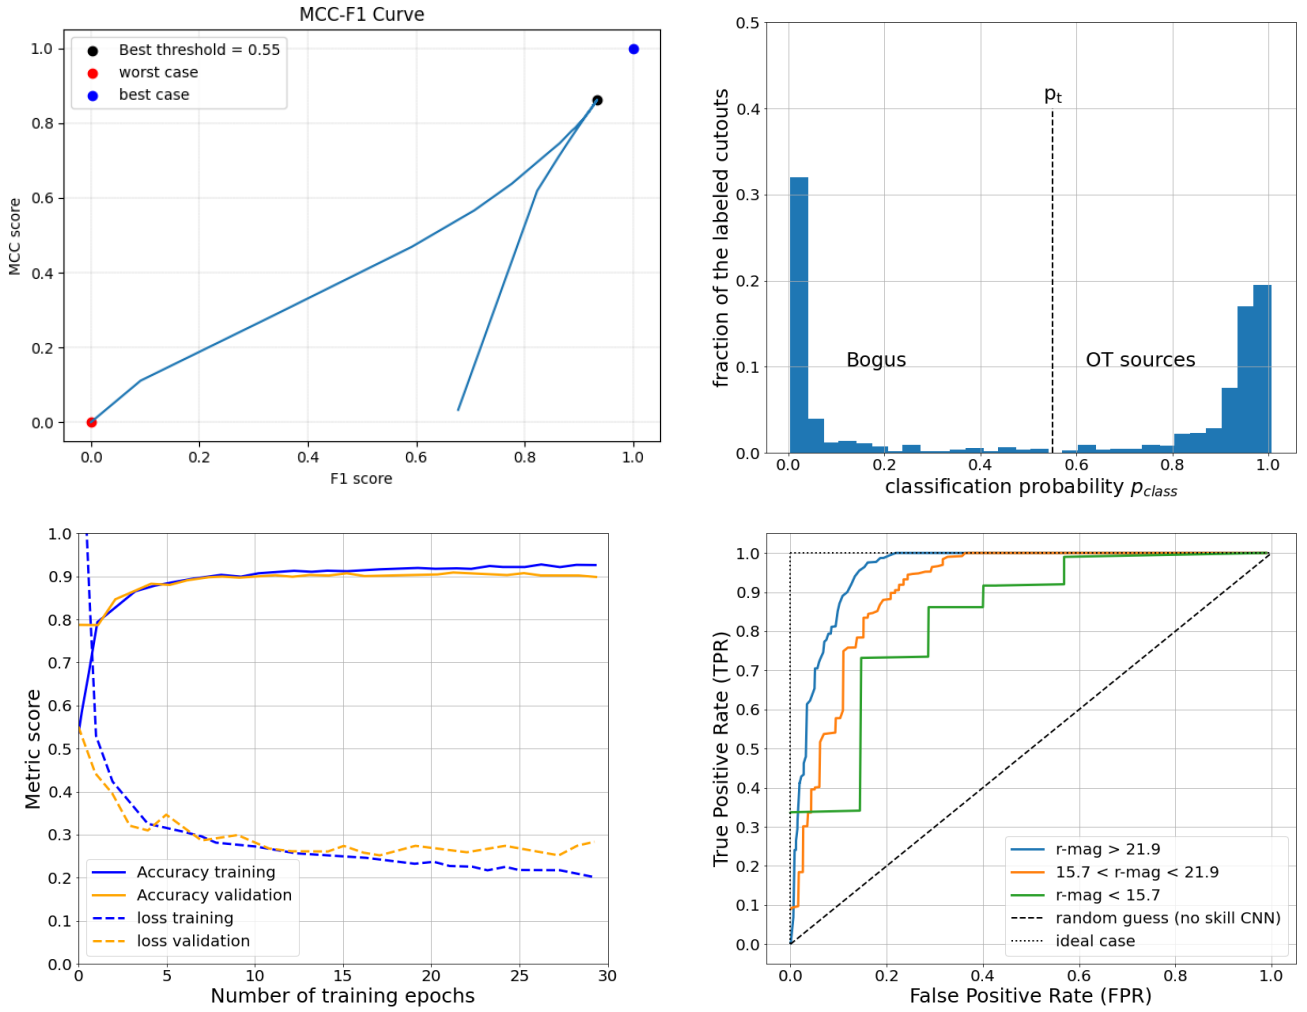 MCC-F1 Curve
Best threshold = 0.55
worst case
best case
1.0
0.8
0.6
0.4
0.2
0.0
MCC score
0.0 0.2 0.4 0.6 0.8 1.0
F1 score
0.5
0.4
0.3
0.2
0.1
0.0
fraction of the labeled cutouts
pt
Bogus
OT sources
0.0 0.2 0.4 0.6 0.8 1.0
classification probability pclass
1.0
0.9
0.8
0.7
0.6
0.5
0.4
0.3
0.2
0.1
0.0
Metric score
Accuracy training
Accuracy validation
loss training
loss validation
0 5 10 15 20 25 30
Number of training epochs
1.0
0.9
0.8
0.7
0.6
0.5
0.4
0.3
0.2
0.1
0.0
True Positive Rate (TPR)
r-mag > 21.9
15.7 < r-mag < 21.9
r-mag < 15.7
random guess (no skill CNN)
ideal case
0.0 0.2 0.4 0.6 0.8 1.0
False Positive Rate (FPR)